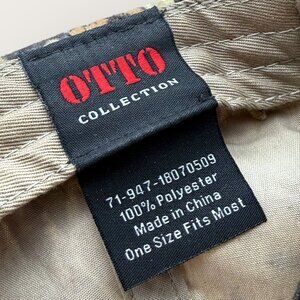 OTTO
COLLECTION
71-947-18070509
100% Polyester
Made in China
One Size Fits Most